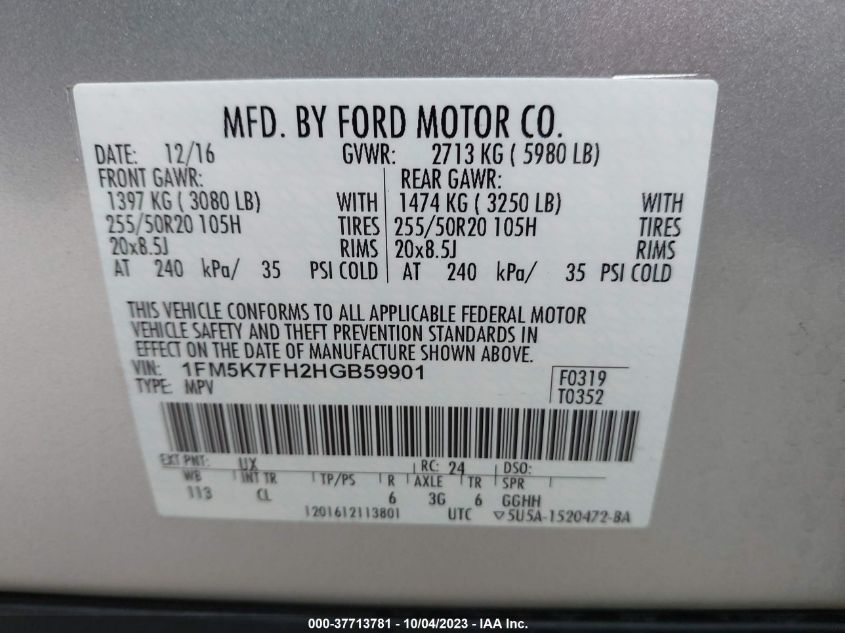 MFD. BY FORD MOTOR CO.
DATE: 12/16 GVWR: 2713 KG ( 5980 LB)
FRONT GAWR: REAR GAWR:
1397 KG ( 3080 LB) WITH 1474 KG ( 3250 LB) WITH
255/50R20 105H TIRES 255/50R20 105H TIRES
20x8.5J RIMS 20x8.5J RIMS
AT 240 kPa/ 35 PSI COLD AT 240 kPa/ 35 PSI COLD
THIS VEHICLE CONFORMS TO ALL APPLICABLE FEDERAL MOTOR
VEHICLE SAFETY AND THEFT PREVENTION STANDARDS IN
EFFECT ON THE DATE OF MANUFACTURE SHOWN ABOVE.
VIN: 1FM5K7FH2HGB59901 F0319
TYPE: MPV T0352
EXT PNT: UX RC: 24 DSO:
WB INT TR TP/PS R AXLE TR SPR
113 CL 6 3G 6 GGHH
1201612113801 UTC ▽5U5A-1520472-BA
000-37713781 - 10/04/2023 - IAA Inc.